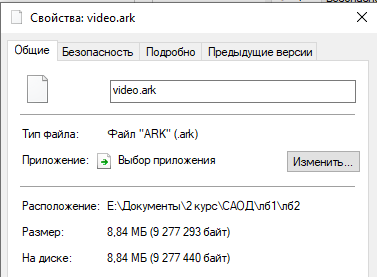 Свойства: video.ark
Общие Безопасность Подробно Предыдущие версии
video.ark
Тип файла: Файл "ARK" (.ark)
Приложение: Выбор приложения Изменить...
Расположение: E:\Документы\2 курс\САОД\лб1\лб2
Размер: 8,84 МБ (9 277 293 байт)
На диске: 8,84 МБ (9 277 440 байт)